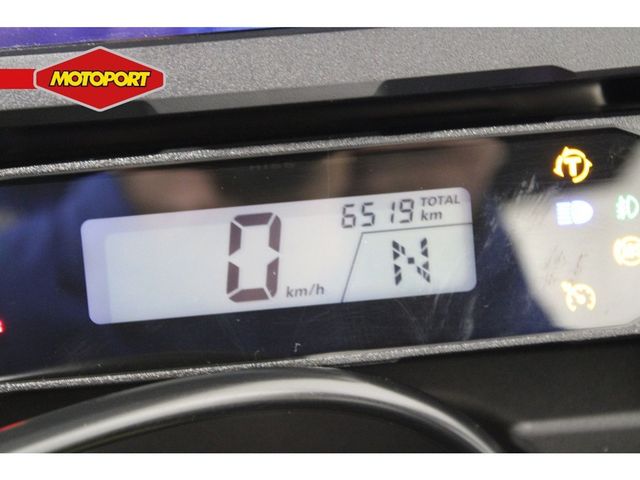 MOTOPORT
6519 TOTAL km
0 km/h
N
T